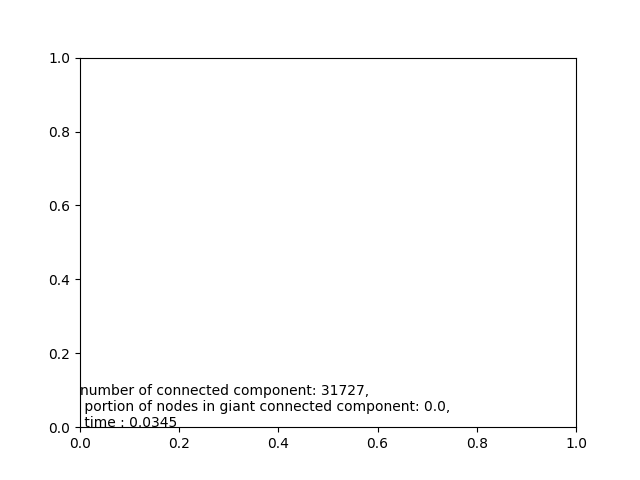 1.0
0.8
0.6
0.4
0.2
0.0
number of connected component: 31727,
portion of nodes in giant connected component: 0.0,
time : 0.0345
0.0 0.2 0.4 0.6 0.8 1.0